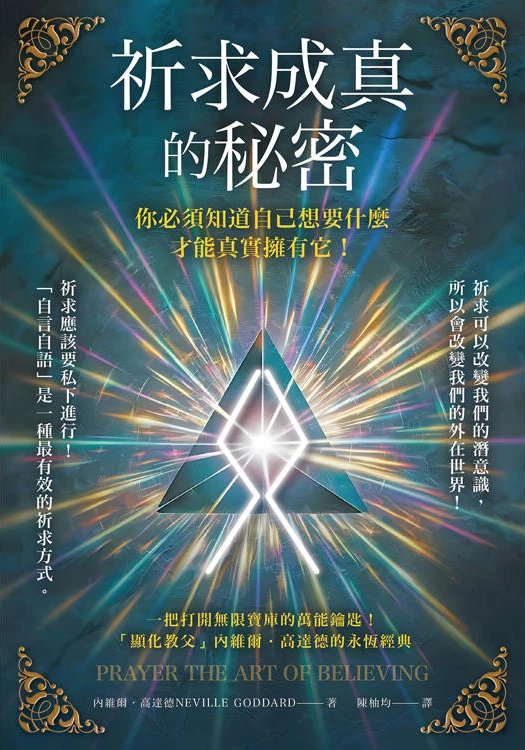 祈求成真
的秘密
你必須知道自己想要什麼
才能真實擁有它！
祈求可以改變我們的潛意識，
所以會改變我們的外在世界！
祈求應該要私下進行！
「自言自語」是一種最有效的祈求方式。
一把打開無限寶庫的萬能鑰匙！
「顯化教父」內維爾・高達德的永恆經典
PRAYER THE ART OF BELIEVING
內維爾・高達德NEVILLE GODDARD——著 陳柚均——譯